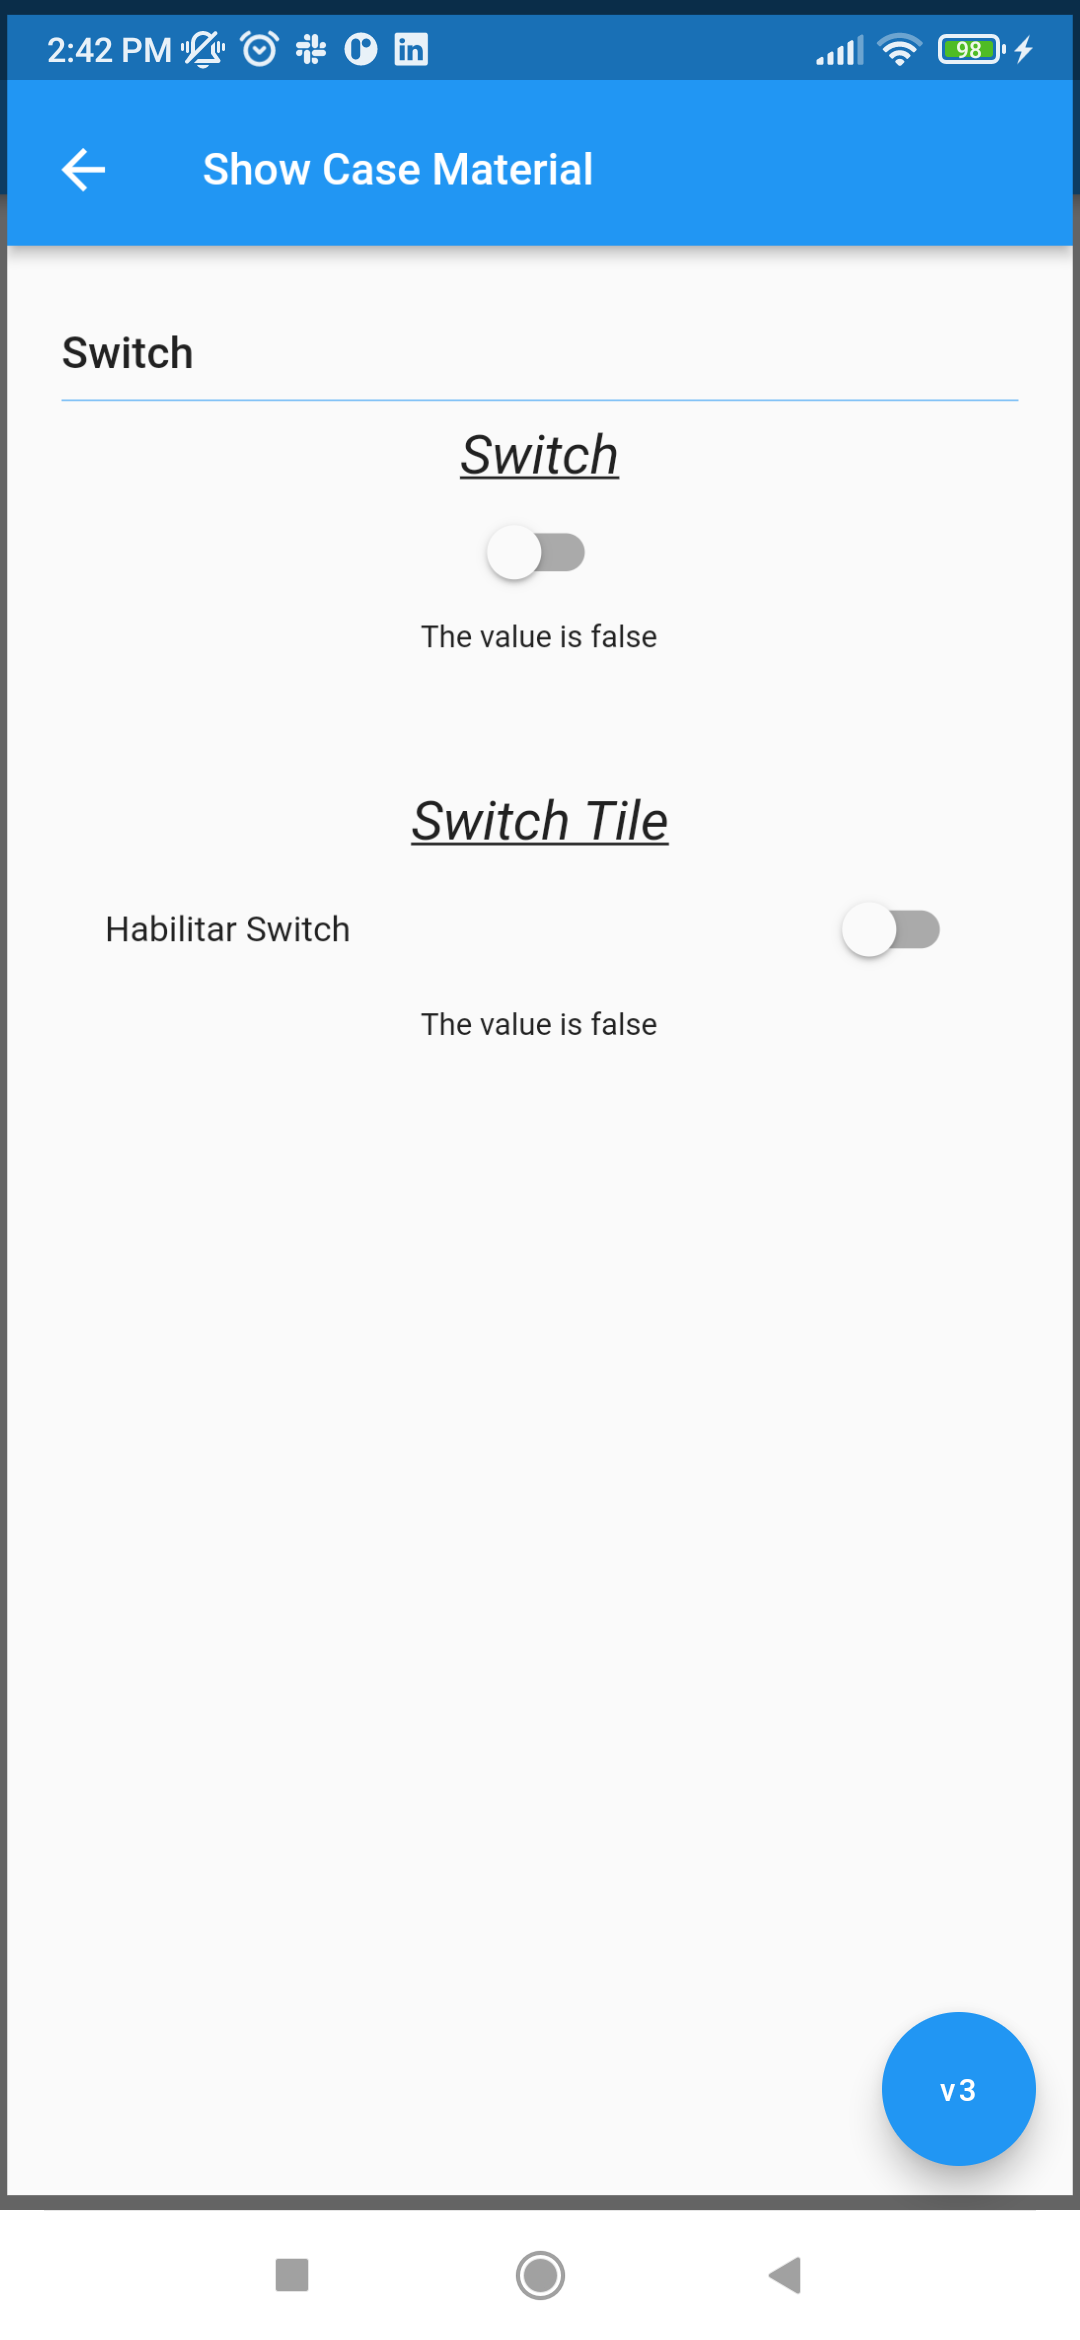 2:42 PM
98
Show Case Material
Switch
Switch
The value is false
Switch Tile
Habilitar Switch
The value is false
v3